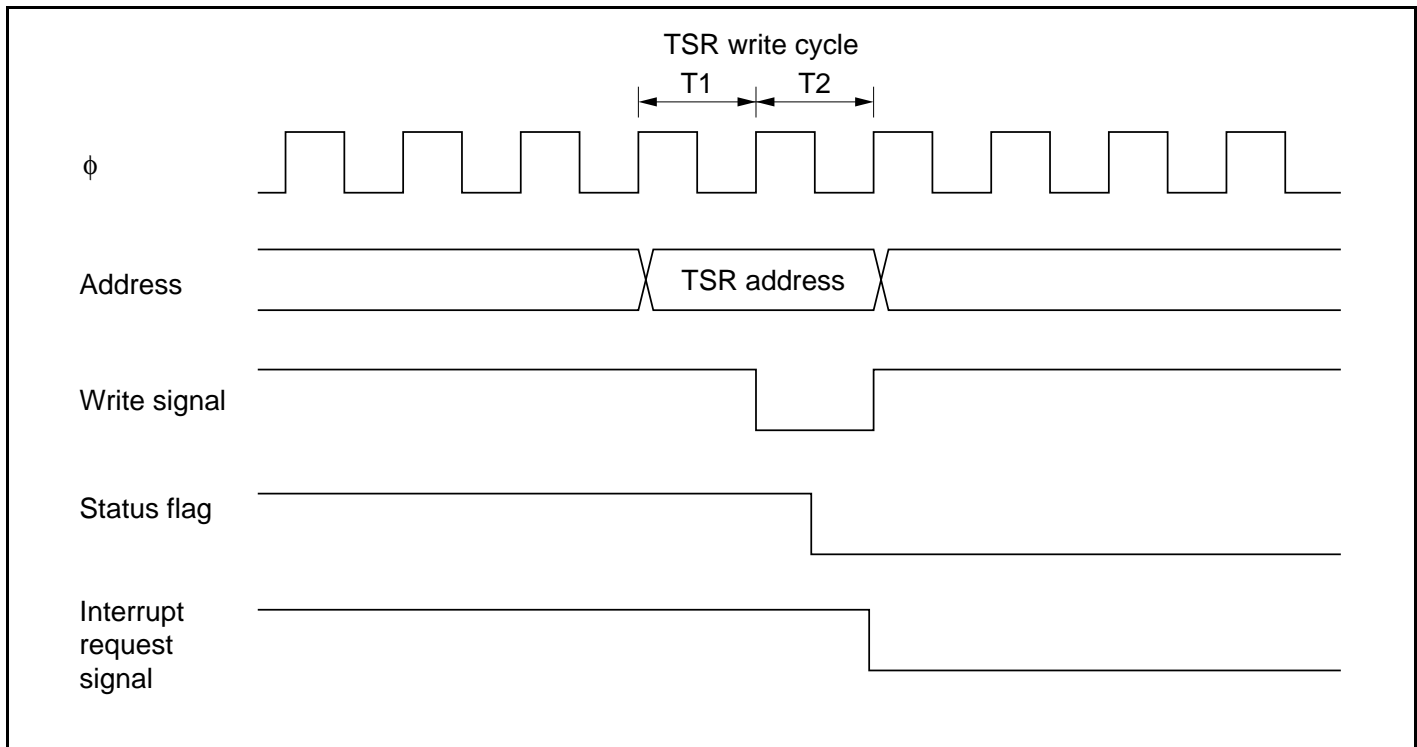 TSR write cycle
T1
T2
ϕ
Address
TSR address
Write signal
Status flag
Interrupt
request
signal